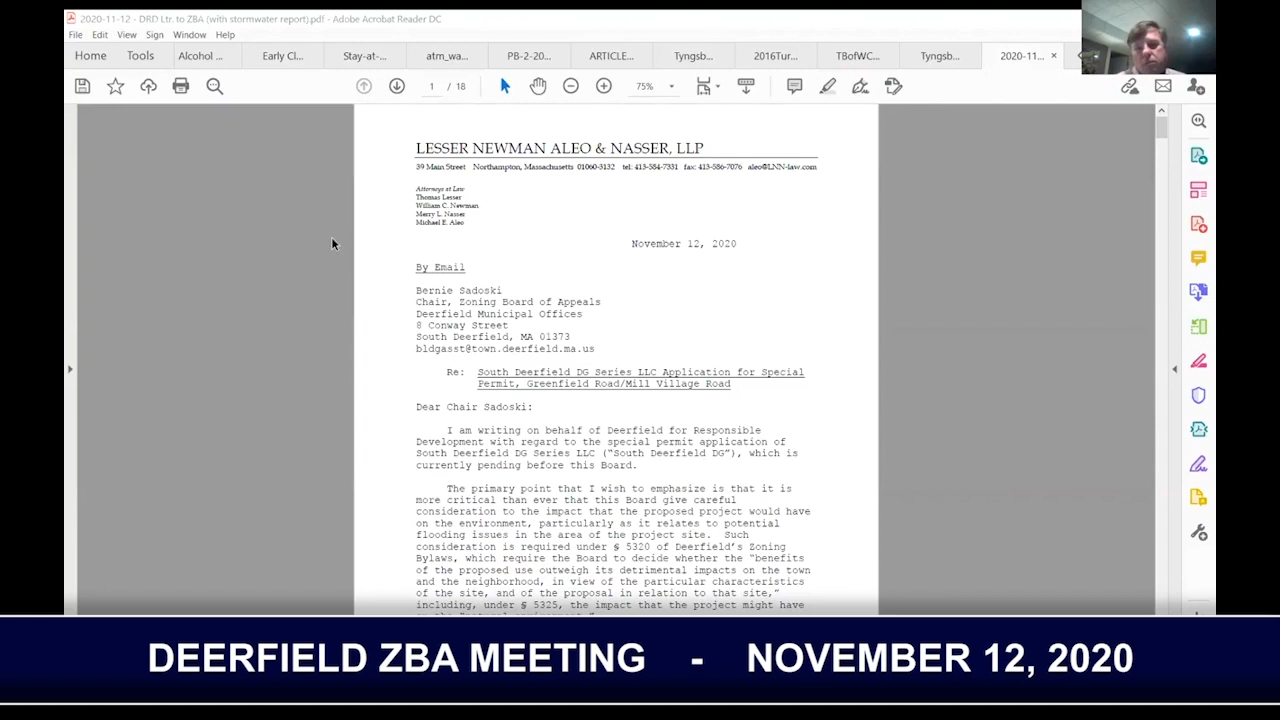 2020-11-12 - DRD Ltr. to ZBA (with stormwater report).pdf - Adobe Acrobat Reader DC
File Edit View Sign Window Help
Home Tools Alcohol ... Early Cl... Stay-at-... atm_wa... PB-2-20... ARTICLE... Tyngsb... 2016Tur... TBofWC... Tyngsb... 2020-11... ×
1 / 18 75%
LESSER NEWMAN ALEO & NASSER, LLP
39 Main Street Northampton, Massachusetts 01060-3132 tel: 413-584-7331 fax: 413-586-7076 aleo@LNN-law.com
Attorneys at Law
Thomas Lesser
William C. Newman
Merry L. Nasser
Michael E. Aleo
November 12, 2020
By Email
Bernie Sadoski
Chair, Zoning Board of Appeals
Deerfield Municipal Offices
8 Conway Street
South Deerfield, MA 01373
bldgasst@town.deerfield.ma.us
Re: South Deerfield DG Series LLC Application for Special
Permit, Greenfield Road/Mill Village Road
Dear Chair Sadoski:
I am writing on behalf of Deerfield for Responsible
Development with regard to the special permit application of
South Deerfield DG Series LLC (“South Deerfield DG”), which is
currently pending before this Board.
The primary point that I wish to emphasize is that it is
more critical than ever that this Board give careful
consideration to the impact that the proposed project would have
on the environment, particularly as it relates to potential
flooding issues in the area of the project site. Such
consideration is required under § 5320 of Deerfield’s Zoning
Bylaws, which require the Board to decide whether the “benefits
of the proposed use outweigh its detrimental impacts on the town
and the neighborhood, in view of the particular characteristics
of the site, and of the proposal in relation to that site,”
including, under § 5325, the impact that the project might have
DEERFIELD ZBA MEETING - NOVEMBER 12, 2020